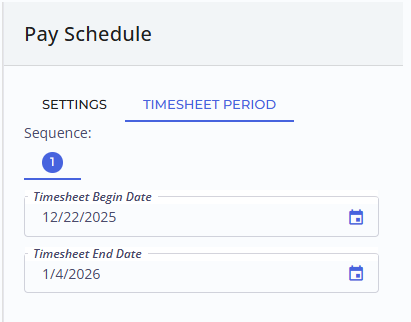 Pay Schedule
SETTINGS TIMESHEET PERIOD
Sequence:
1
Timesheet Begin Date
12/22/2025
Timesheet End Date
1/4/2026